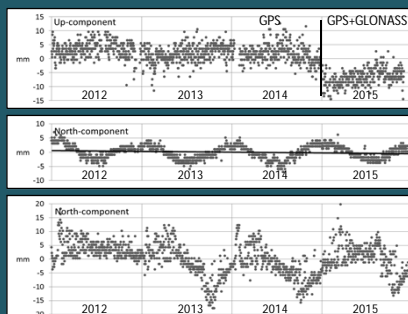 GPS GPS+GLONASS
15 Up-component
10
5
mm 0
-5
-10
-15 2012 2013 2014 2015
10
5 North-component
mm 0
-5
-10 2012 2013 2014 2015
20
15 North-component
10
5
mm 0
-5
-10
-15
2012 2013 2014 2015